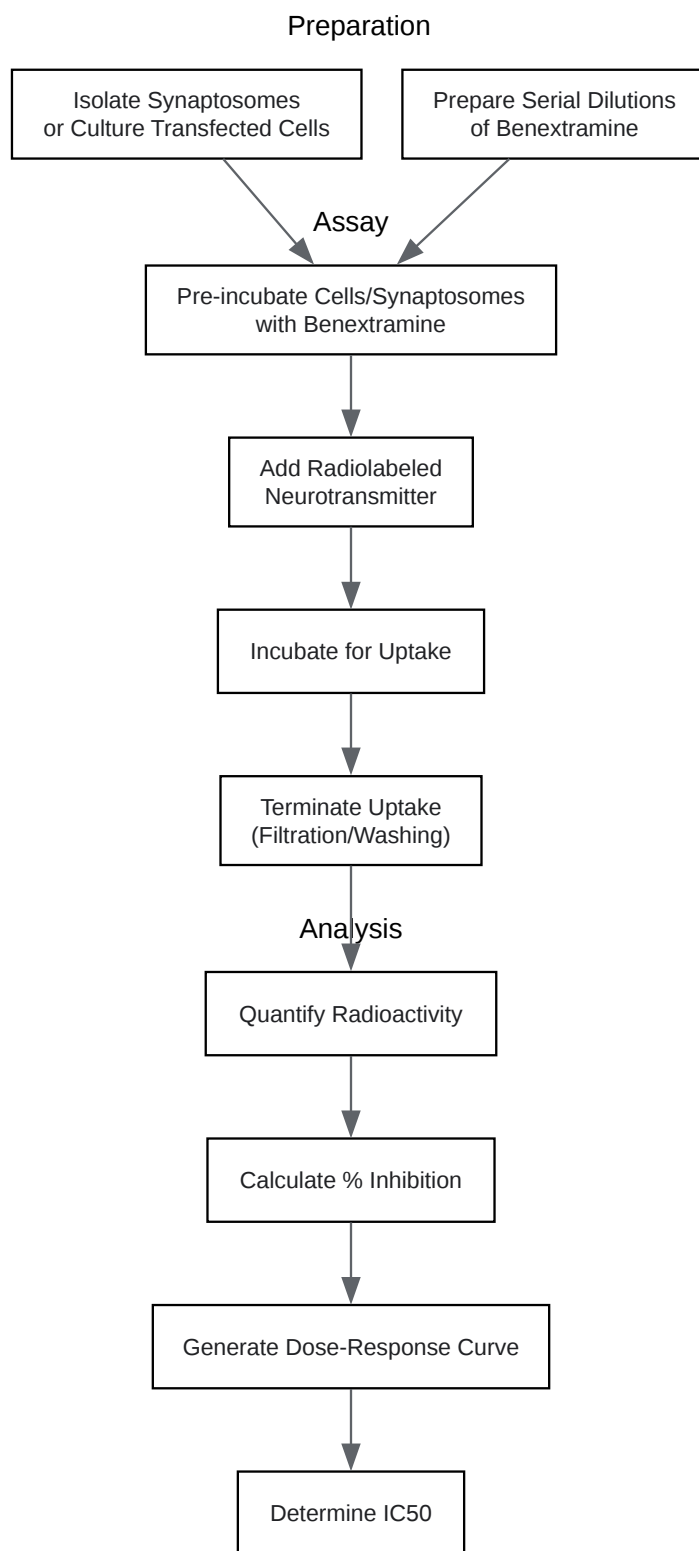 Preparation
Isolate Synaptosomes
or Culture Transfected Cells
Prepare Serial Dilutions
of Benextramine
Assay
Pre-incubate Cells/Synaptosomes
with Benextramine
Add Radiolabeled
Neurotransmitter
Incubate for Uptake
Terminate Uptake
(Filtration/Washing)
Analysis
Quantify Radioactivity
Calculate % Inhibition
Generate Dose-Response Curve
Determine IC50